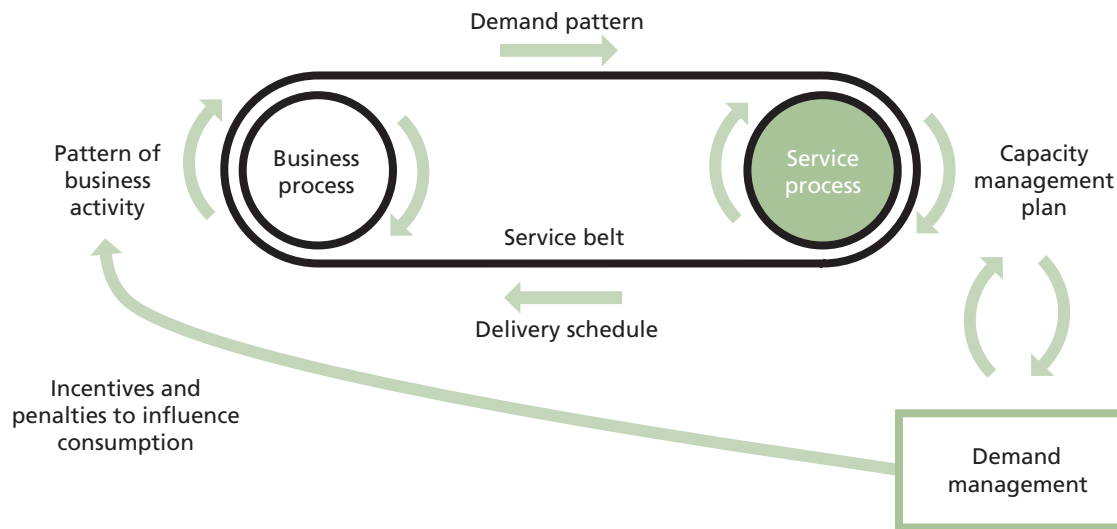 Demand pattern
Pattern of
business
activity
Business
process
Service
process
Capacity
management
plan
Service belt
Delivery schedule
Incentives and
penalties to influence
consumption
Demand
management